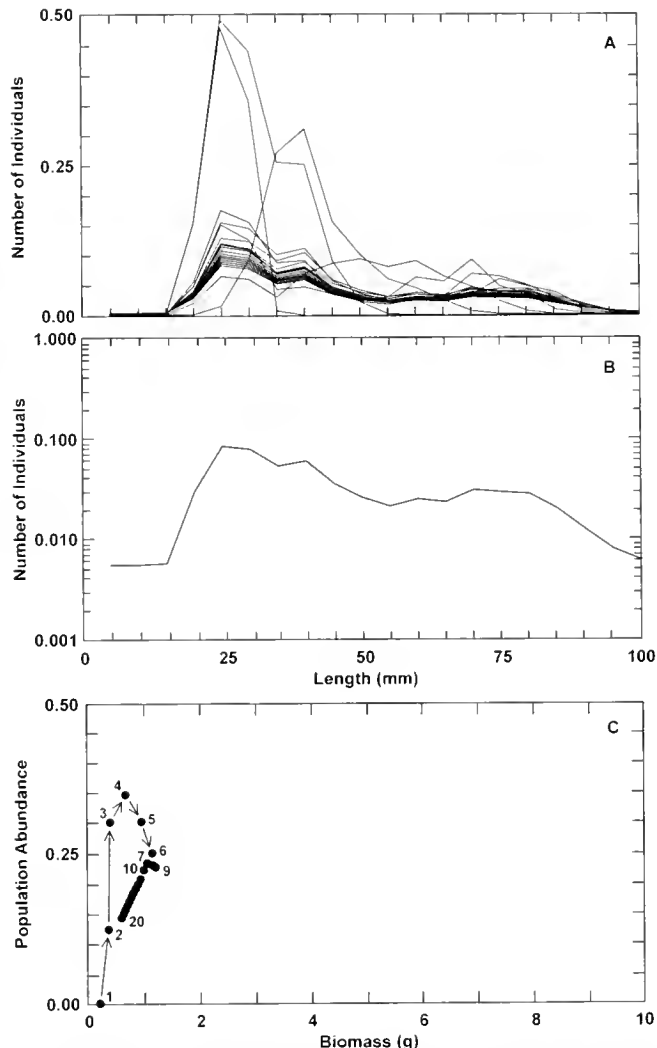 A
0.50
0.25
0.00
Number of Individuals
B
1.000
0.100
0.010
0.001
Number of Individuals
0 25 50 75 100
Length (mm)
C
0.50
0.25
0.00
Population Abundance
4
3 5
6
7
10 9
20
2
1
0 2 4 6 8 10
Biomass (g)